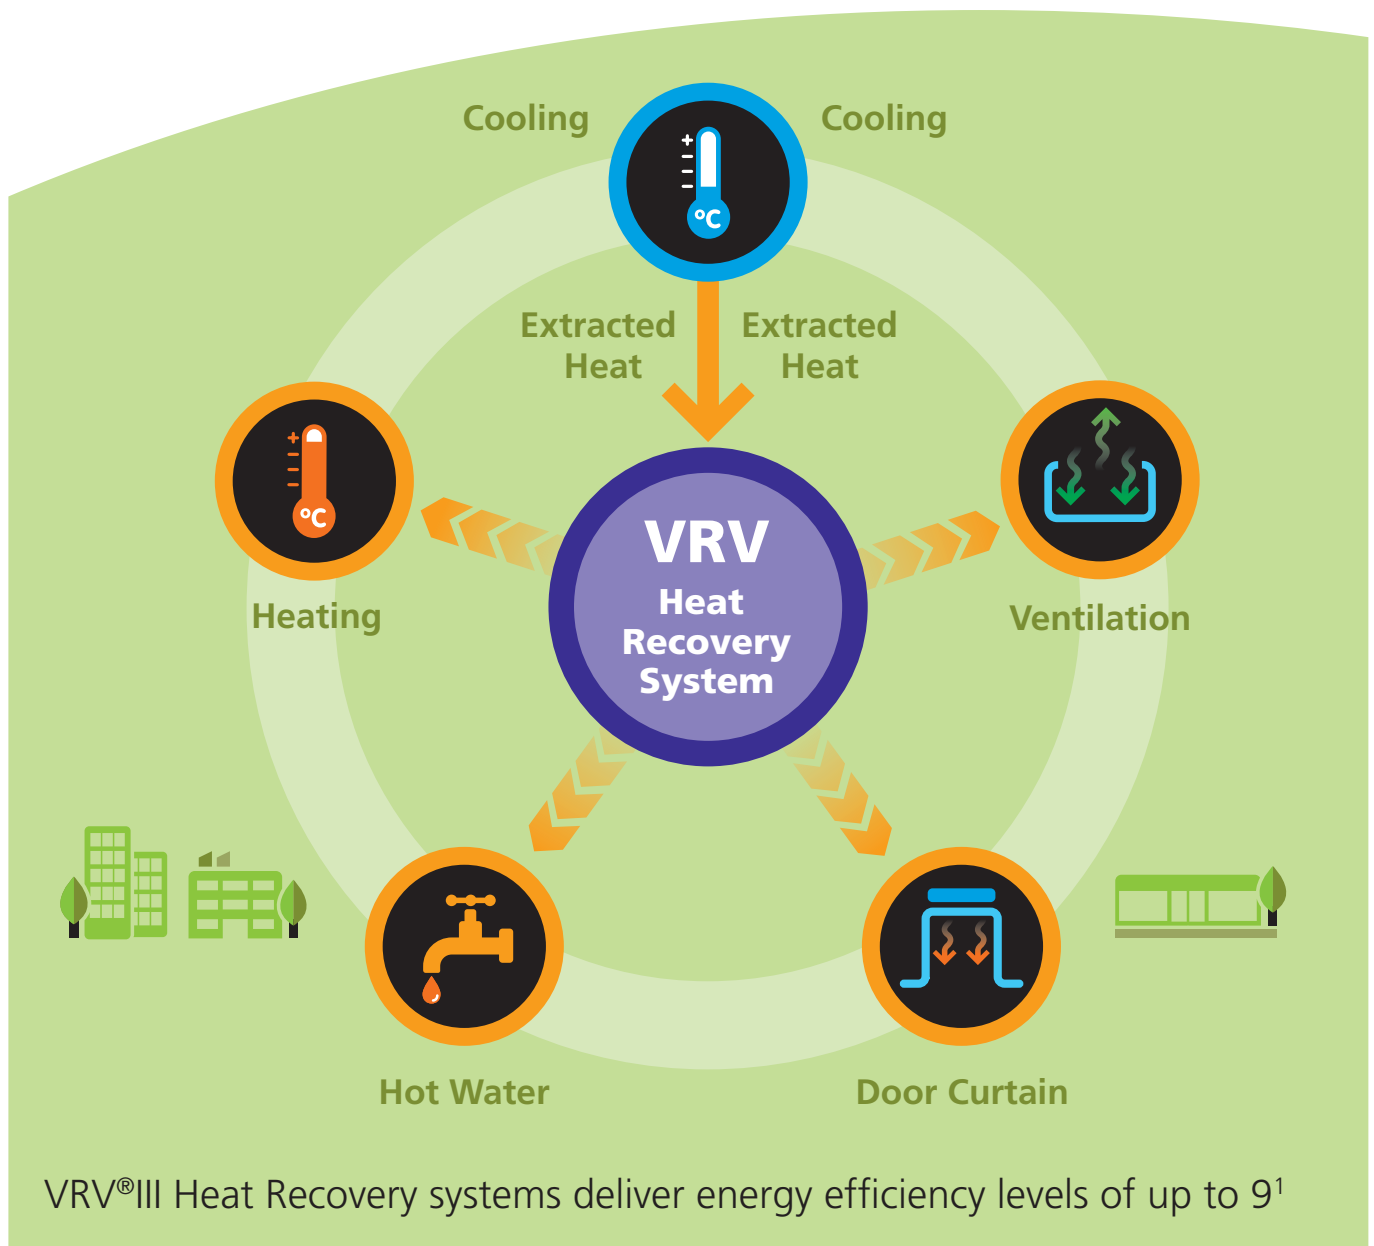 Cooling
Cooling
+
°C
Extracted
Heat
Extracted
Heat
+
°C
VRV
Heat
Recovery
System
Heating
Ventilation
Hot Water
Door Curtain
VRV®III Heat Recovery systems deliver energy efficiency levels of up to 9¹